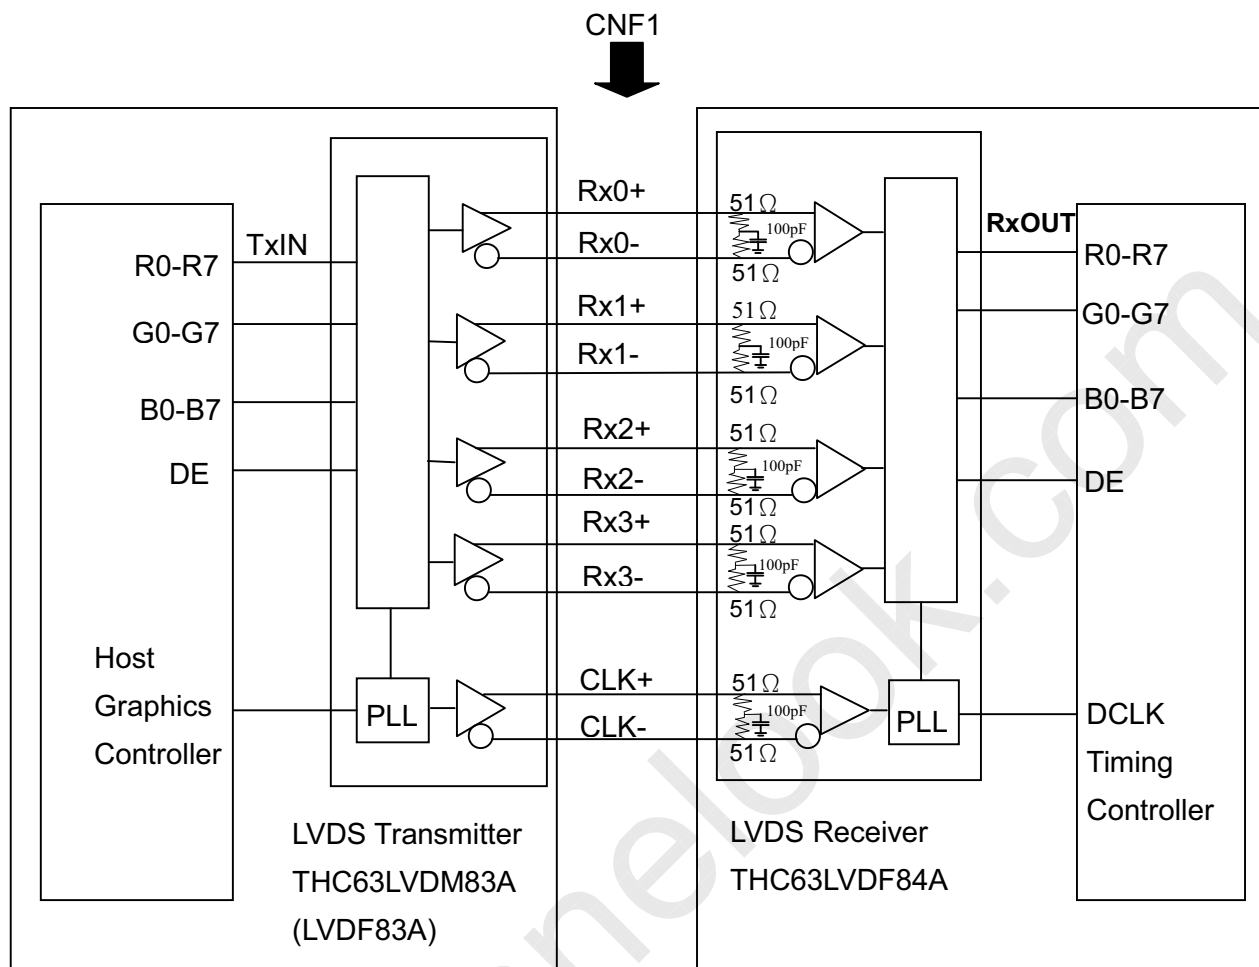 CNF1
TxIN
R0-R7
G0-G7
B0-B7
DE
Host
Graphics
Controller
PLL
LVDS Transmitter
THC63LVDM83A
(LVDF83A)
Rx0+
Rx0-
Rx1+
Rx1-
Rx2+
Rx2-
Rx3+
Rx3-
CLK+
CLK-
51Ω
100pF
51Ω
51Ω
100pF
51Ω
51Ω
100pF
51Ω
51Ω
100pF
51Ω
51Ω
100pF
51Ω
PLL
LVDS Receiver
THC63LVDF84A
RxOUT
R0-R7
G0-G7
B0-B7
DE
DCLK
Timing
Controller
nelook.com